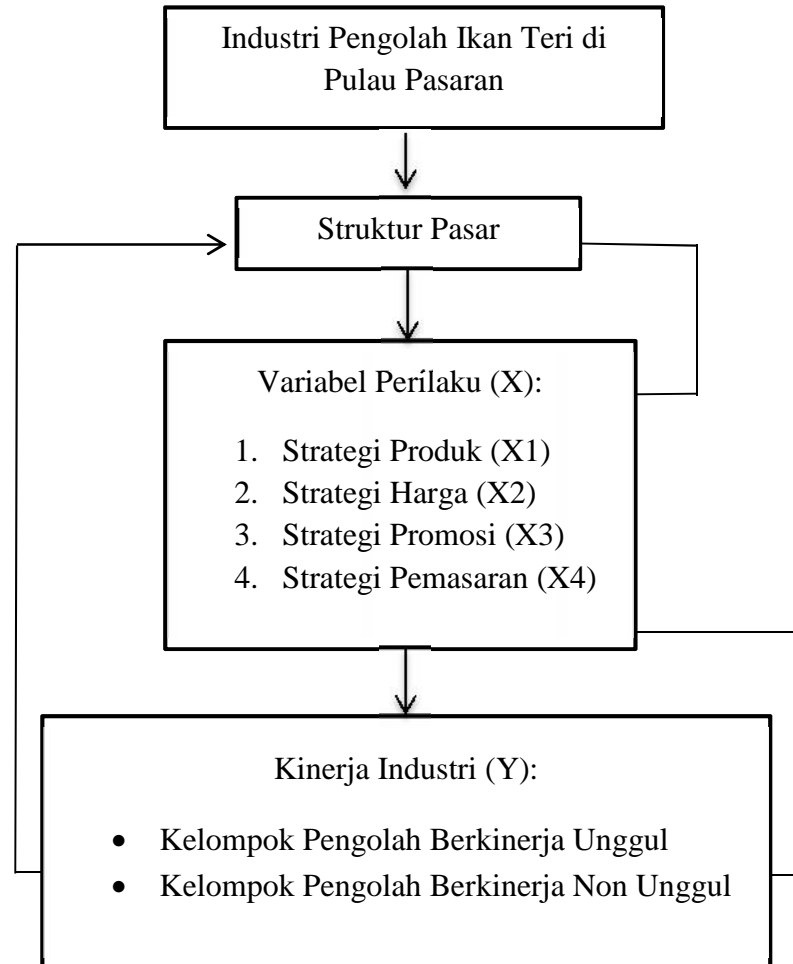 Industri Pengolah Ikan Teri di
Pulau Pasaran
Struktur Pasar
Variabel Perílaku (X):
1. Strategi Produk (X1)
2. Strategi Harga (X2)
3. Strategi Promosi (X3)
4. Strategi Pemasaran (X4)
Kinerja Industri (Y):
• Kelompok Pengolah Berkinerja Unggul
• Kelompok Pengolah Berkinerja Non Unggul